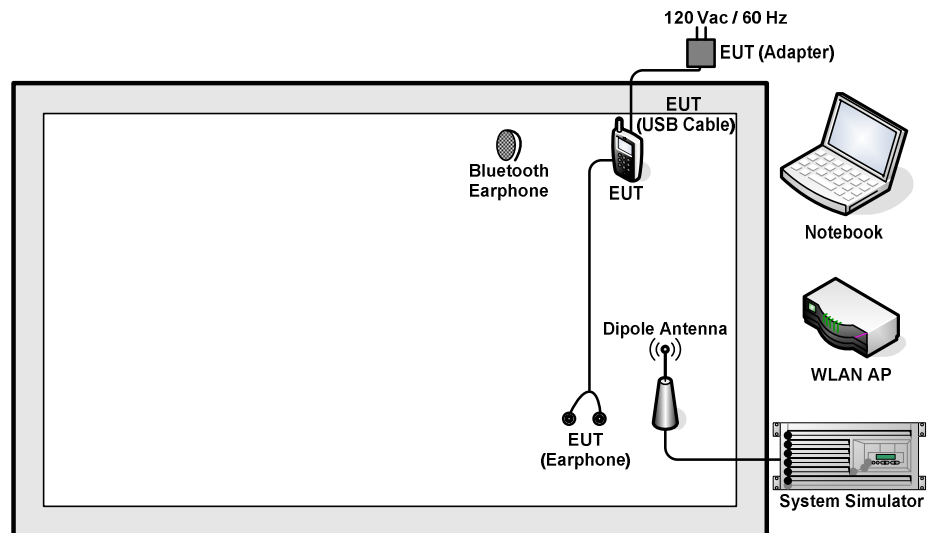 120 Vac / 60 Hz
EUT (Adapter)
EUT
(USB Cable)
Bluetooth
Earphone
EUT
Notebook
Dipole Antenna
WLAN AP
EUT
(Earphone)
System Simulator